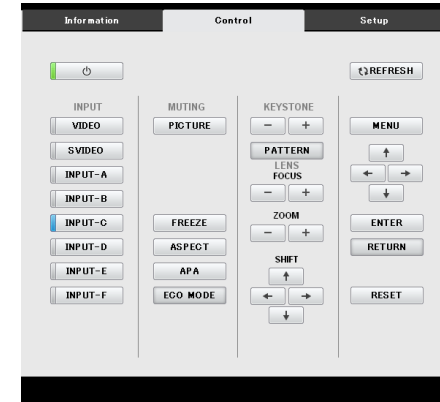 Information Control Setup
REFRESH
INPUT MUTING KEYSTONE
VIDEO PICTURE - + MENU
SVIDEO PATTERN
LENS
INPUT-A FOCUS
INPUT-B - +
INPUT-C FREEZE ZOOM ENTER
- +
INPUT-D ASPECT RETURN
SHIFT
INPUT-E APA
INPUT-F ECO MODE RESET